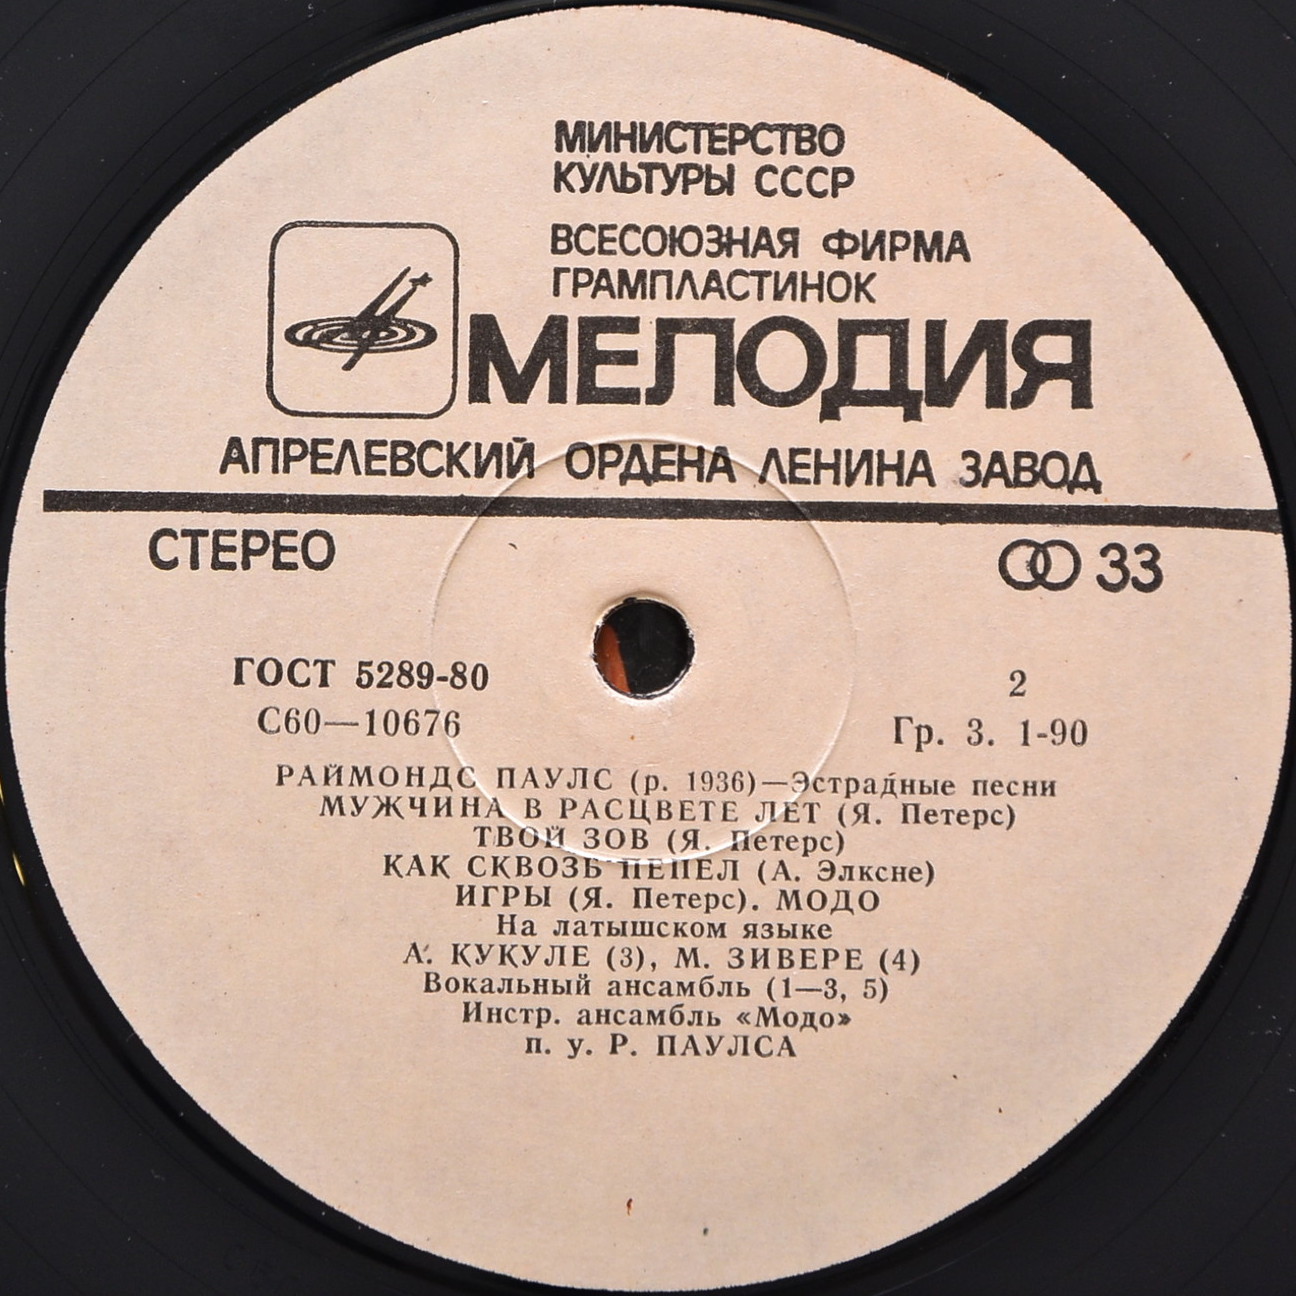 МИНИСТЕРСТВО
КУЛЬТУРЫ СССР
ВСЕСОЮЗНАЯ ФИРМА
ГРАМПЛАСТИНОК
МЕЛОДИЯ
АПРЕЛЕВСКИЙ ОРДЕНА ЛЕНИНА ЗАВОД
СТЕРЕО
33
ГОСТ 5289-80
2
С60—10676
Гр. 3. 1-90
РАЙМОНДС ПАУЛС (р. 1936)—Эстрадные песни
МУЖЧИНА В РАСЦВЕТЕ ЛЕТ (Я. Петерс)
ТВОЙ ЗОВ (Я. Петерс)
КАК СКВОЗЬ ПЕПЕЛ (А. Элксне)
ИГРЫ (Я. Петерс). МОДО
На латышском языке
А. КУКУЛЕ (3), М. ЗИВЕРЕ (4)
Вокальный ансамбль (1—3, 5)
Инстр. ансамбль «Модо»
п. у. Р. ПАУЛСА